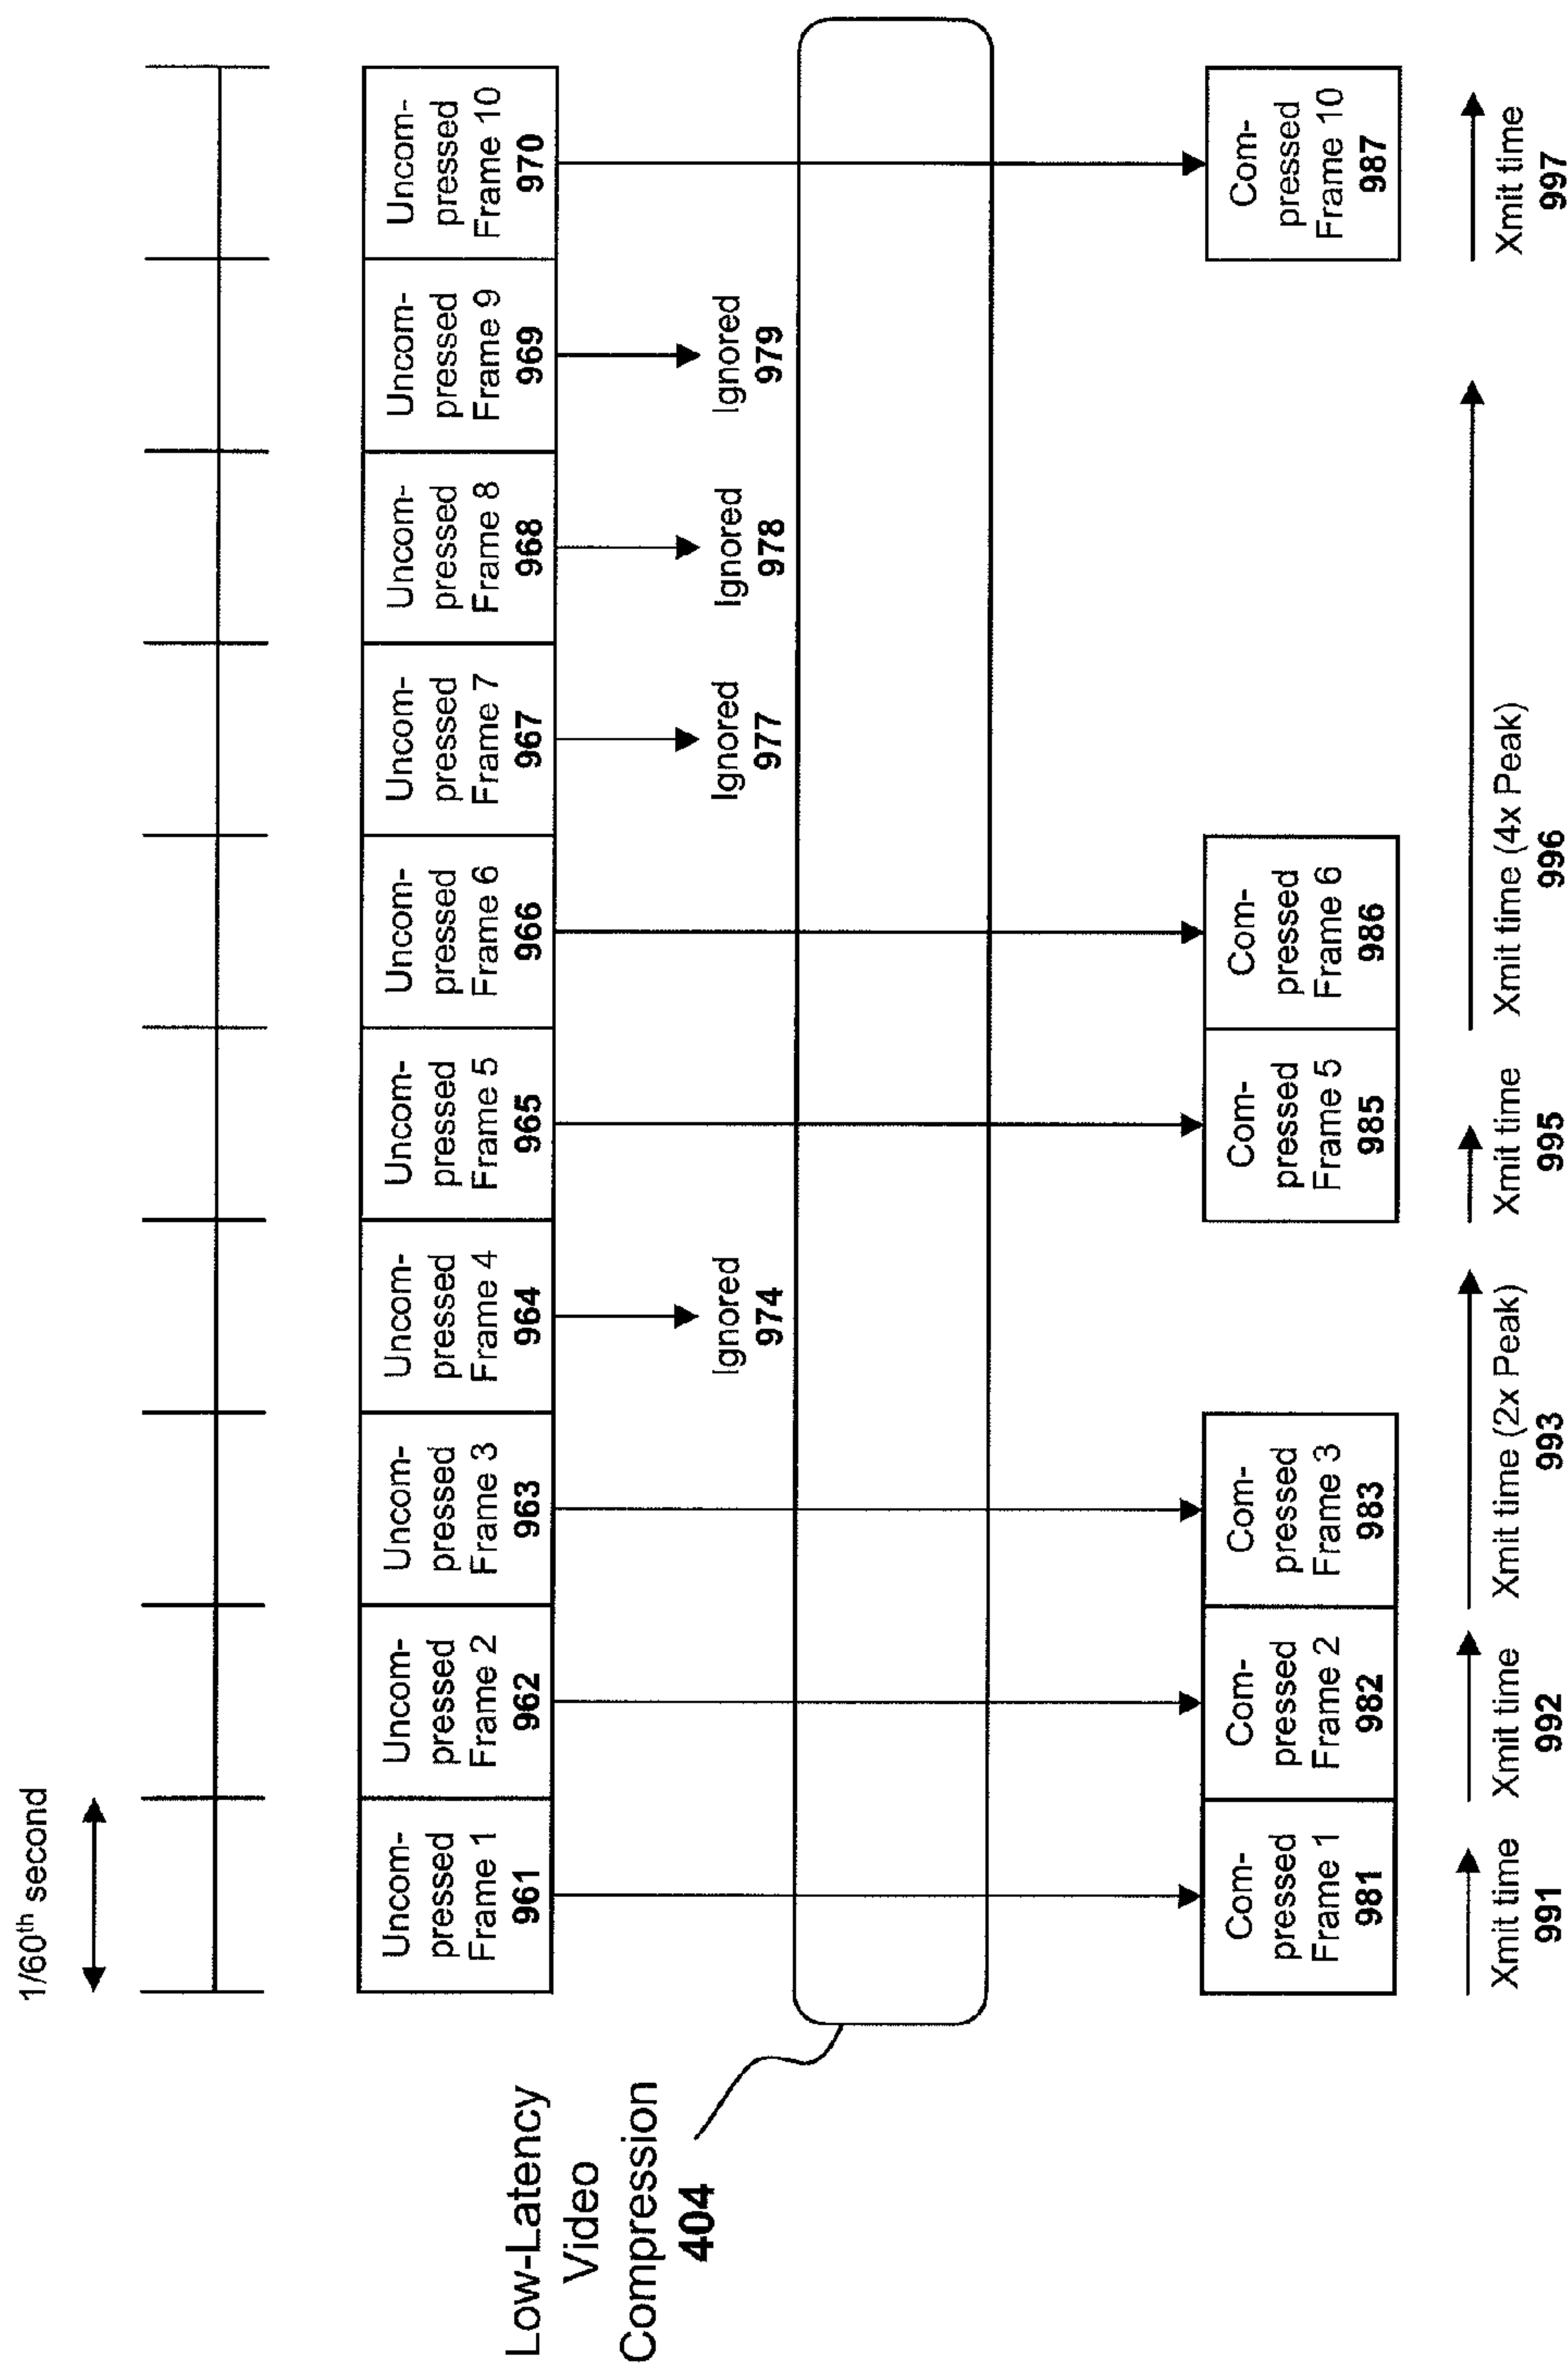 1/60th second
Uncom-
pressed
Frame 1
961
Uncom-
pressed
Frame 2
962
Uncom-
pressed
Frame 3
963
Uncom-
pressed
Frame 4
964
Uncom-
pressed
Frame 5
965
Uncom-
pressed
Frame 6
966
Uncom-
pressed
Frame 7
967
Uncom-
pressed
Frame 8
968
Uncom-
pressed
Frame 9
969
Uncom-
pressed
Frame 10
970
Ignored
974
Ignored
977
Ignored
978
Ignored
979
Low-Latency
Video
Compression
404
Com-
pressed
Frame 1
981
Com-
pressed
Frame 2
982
Com-
pressed
Frame 3
983
Com-
pressed
Frame 5
985
Com-
pressed
Frame 6
986
Com-
pressed
Frame 10
987
Xmit time
991
Xmit time
992
Xmit time (2x Peak)
993
Xmit time
995
Xmit time (4x Peak)
996
Xmit time
997